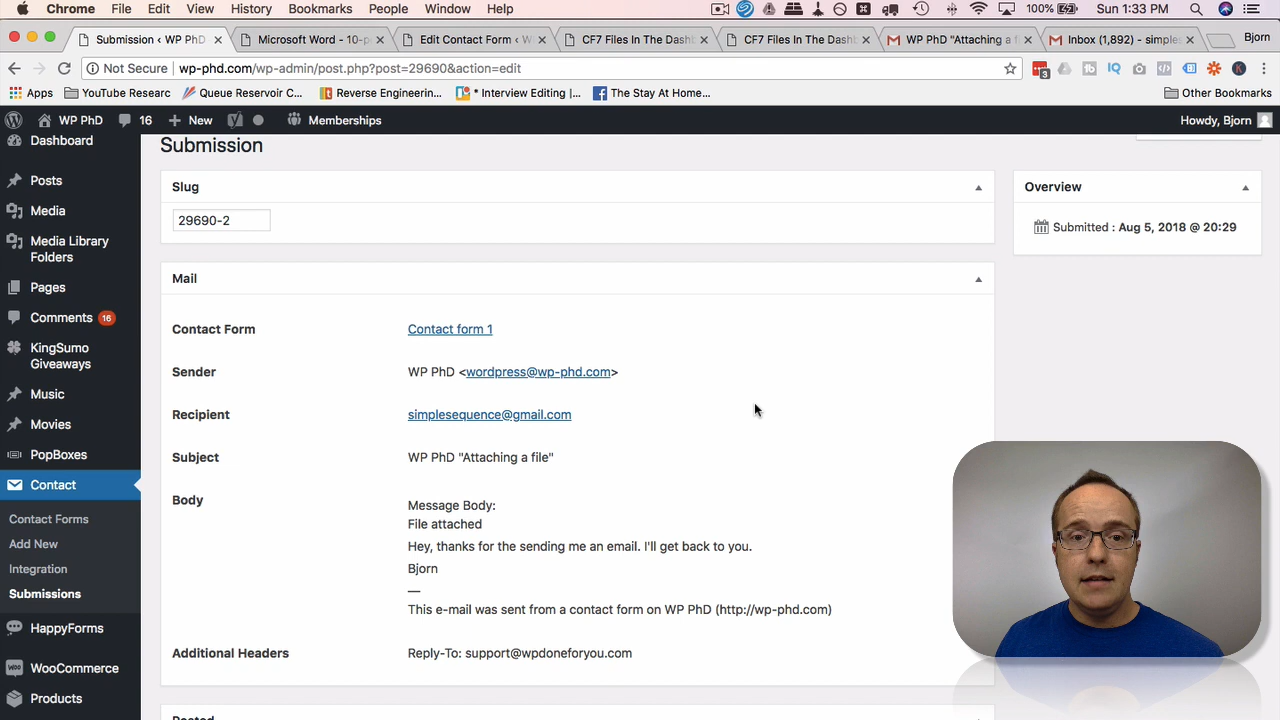 Chrome File Edit View History Bookmarks People Window Help 100% Sun 1:33 PM
Submission ‹ WP PhD Microsoft Word - 10-p Edit Contact Form ‹ W CF7 Files In The Dashb CF7 Files In The Dashb WP PhD "Attaching a f Inbox (1,892) - simples Bjorn
Not Secure wp-phd.com/wp-admin/post.php?post=29690&action=edit 3 K
Apps YouTube Researc Queue Reservoir C... Reverse Engineerin... * Interview Editing |... The Stay At Home... Other Bookmarks
WP PhD 16 New Memberships Howdy, Bjorn
Dashboard
Posts
Media
Media Library
Folders
Pages
Comments 16
KingSumo
Giveaways
Music
Movies
PopBoxes
Contact
Contact Forms
Add New
Integration
Submissions
HappyForms
WooCommerce
Products
Submission
Slug
29690-2
Mail
Contact Form Contact form 1
Sender WP PhD <wordpress@wp-phd.com>
Recipient simplesequence@gmail.com
Subject WP PhD "Attaching a file"
Body Message Body:
File attached
Hey, thanks for the sending me an email. I'll get back to you.
Bjorn
—
This e-mail was sent from a contact form on WP PhD (http://wp-phd.com)
Additional Headers Reply-To: support@wpdoneforyou.com
Posted
Overview
Submitted : Aug 5, 2018 @ 20:29